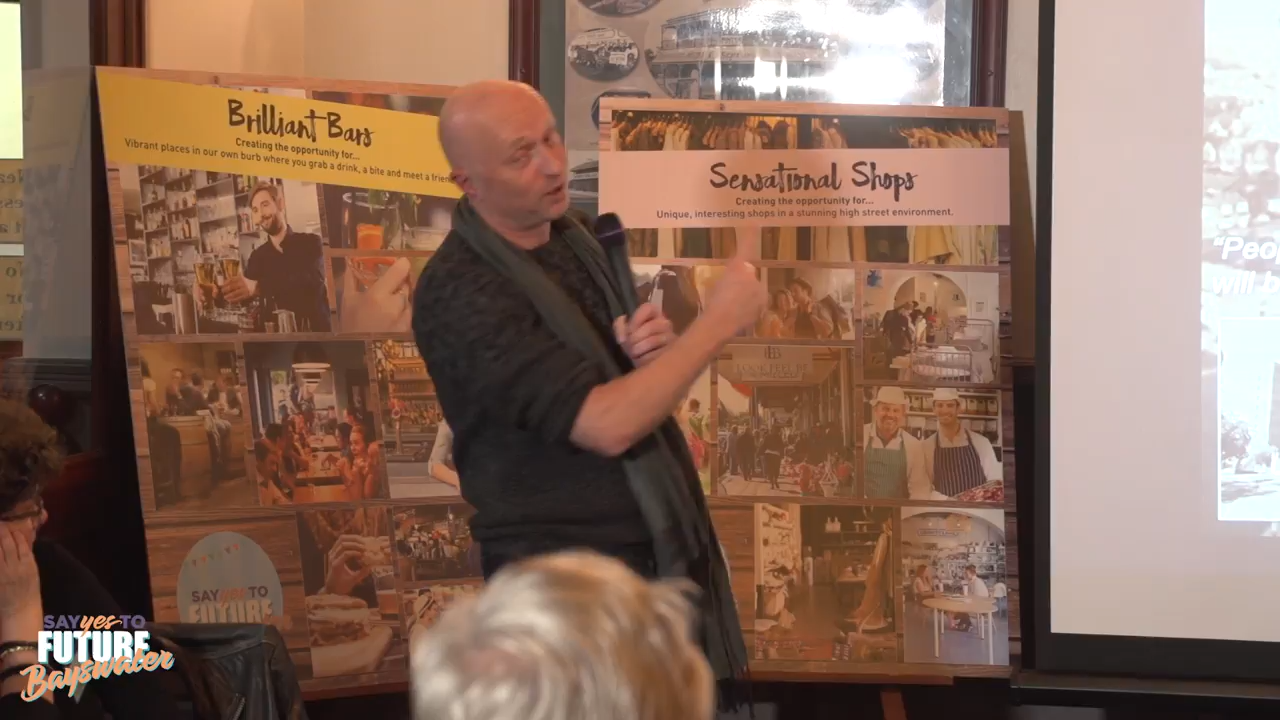 Brilliant Bars
Creating the opportunity for...
Vibrant places in our own burb where you grab a drink, a bite and meet a
Sensational Shops
Creating the opportunity for...
Unique, interesting shops in a stunning high street environment.
will
SAY yes TO
FUTURE
SAY yes TO
FUTURE
Bayswater